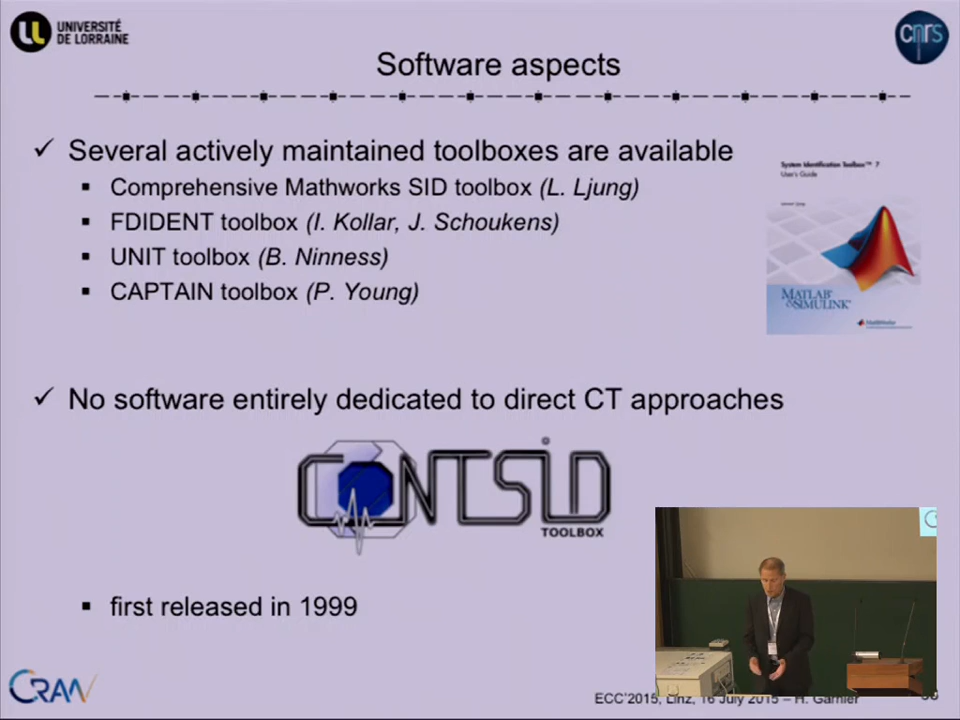 UNIVERSITÉ
DE LORRAINE
cnrs
Software aspects
Several actively maintained toolboxes are available
Comprehensive Mathworks SID toolbox (L. Ljung)
FDIDENT toolbox (I. Kollar, J. Schoukens)
UNIT toolbox (B. Ninness)
CAPTAIN toolbox (P. Young)
System Identification Toolbox™ 7
User's Guide
MATLAB®
&SIMULINK®
MathWorks
No software entirely dedicated to direct CT approaches
CONTSID
TOOLBOX
first released in 1999
CRAN
ECC'2015, Linz, 16 July 2015 – H. Garnier